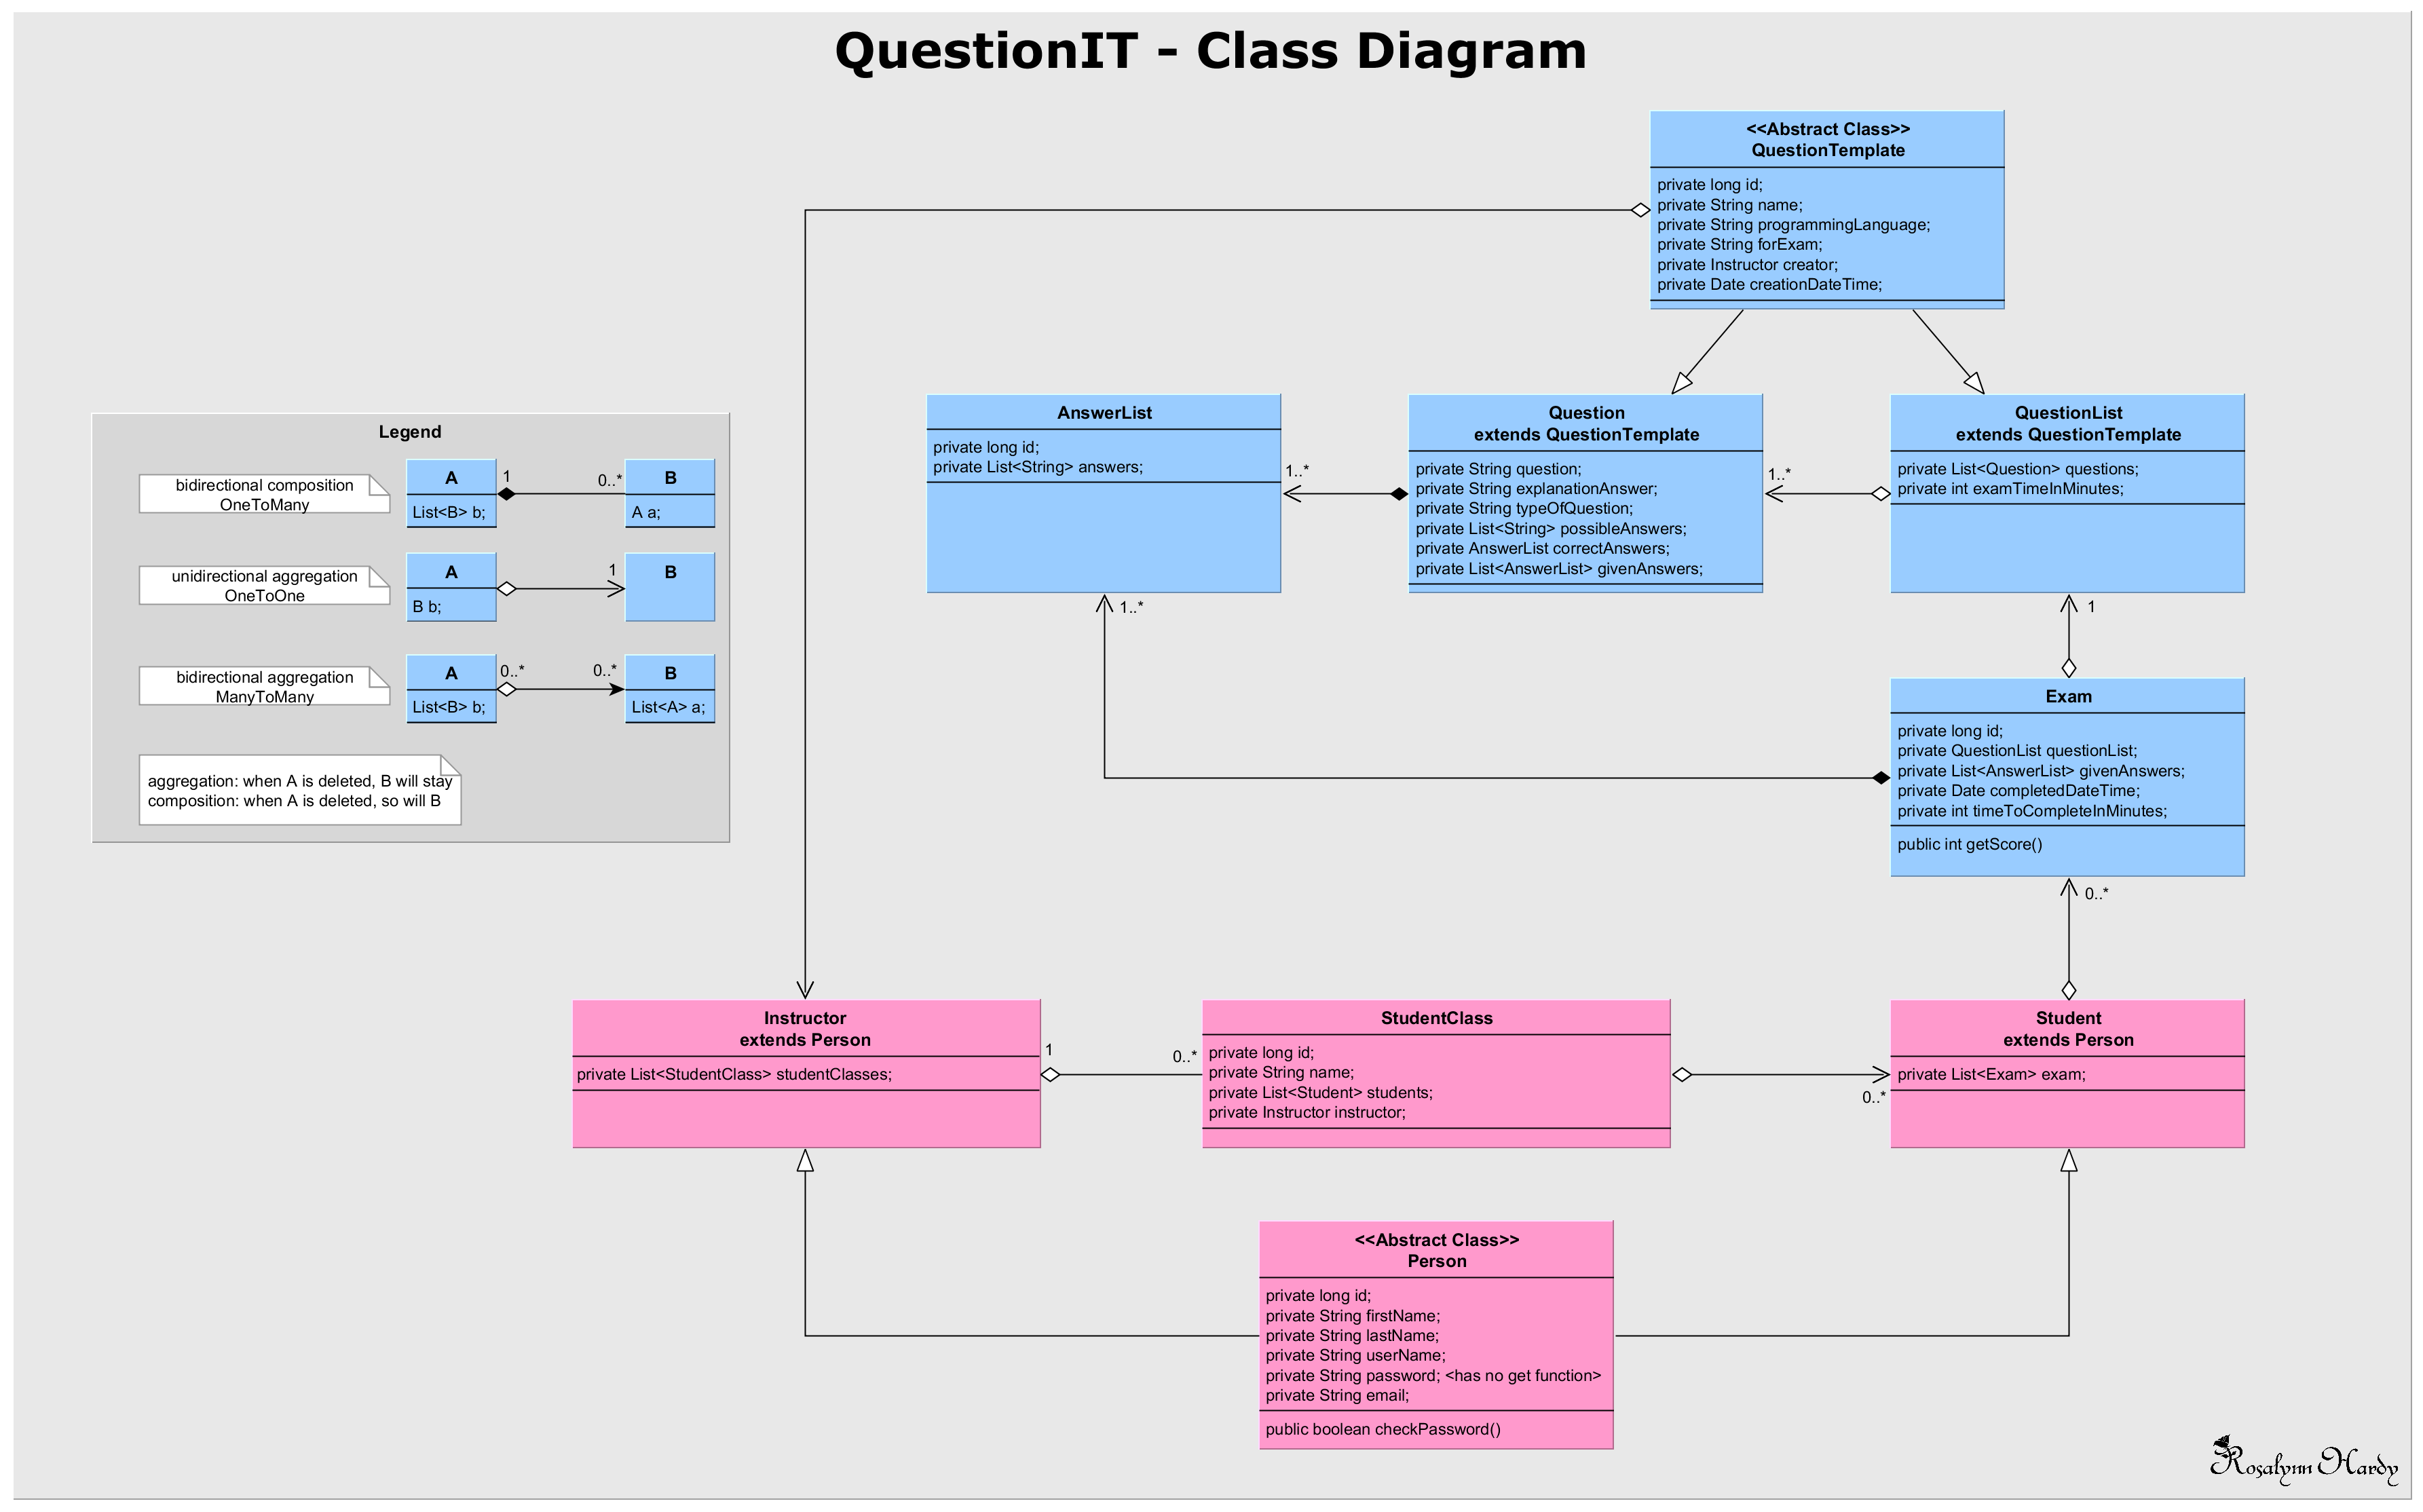 QuestionIT - Class Diagram
<<Abstract Class>>
QuestionTemplate
private long id;
private String name;
private String programmingLanguage;
private String forExam;
private Instructor creator;
private Date creationDateTime;
AnswerList
private long id;
private List<String> answers;
1..*
Question
extends QuestionTemplate
private String question;
private String explanationAnswer;
private String typeOfQuestion;
private List<String> possibleAnswers;
private AnswerList correctAnswers;
private List<AnswerList> givenAnswers;
1..*
QuestionList
extends QuestionTemplate
private List<Question> questions;
private int examTimeInMinutes;
1..*
1
Legend
bidirectional composition
OneToMany
A
List<B> b;
1
0..*
B
A a;
unidirectional aggregation
OneToOne
A
B b;
1
B
bidirectional aggregation
ManyToMany
A
List<B> b;
0..*
0..*
B
List<A> a;
aggregation: when A is deleted, B will stay
composition: when A is deleted, so will B
Exam
private long id;
private QuestionList questionList;
private List<AnswerList> givenAnswers;
private Date completedDateTime;
private int timeToCompleteInMinutes;
public int getScore()
0..*
Instructor
extends Person
private List<StudentClass> studentClasses;
1
0..*
StudentClass
private long id;
private String name;
private List<Student> students;
private Instructor instructor;
0..*
Student
extends Person
private List<Exam> exam;
<<Abstract Class>>
Person
private long id;
private String firstName;
private String lastName;
private String userName;
private String password; <has no get function>
private String email;
public boolean checkPassword()
Rosalynn Hardy